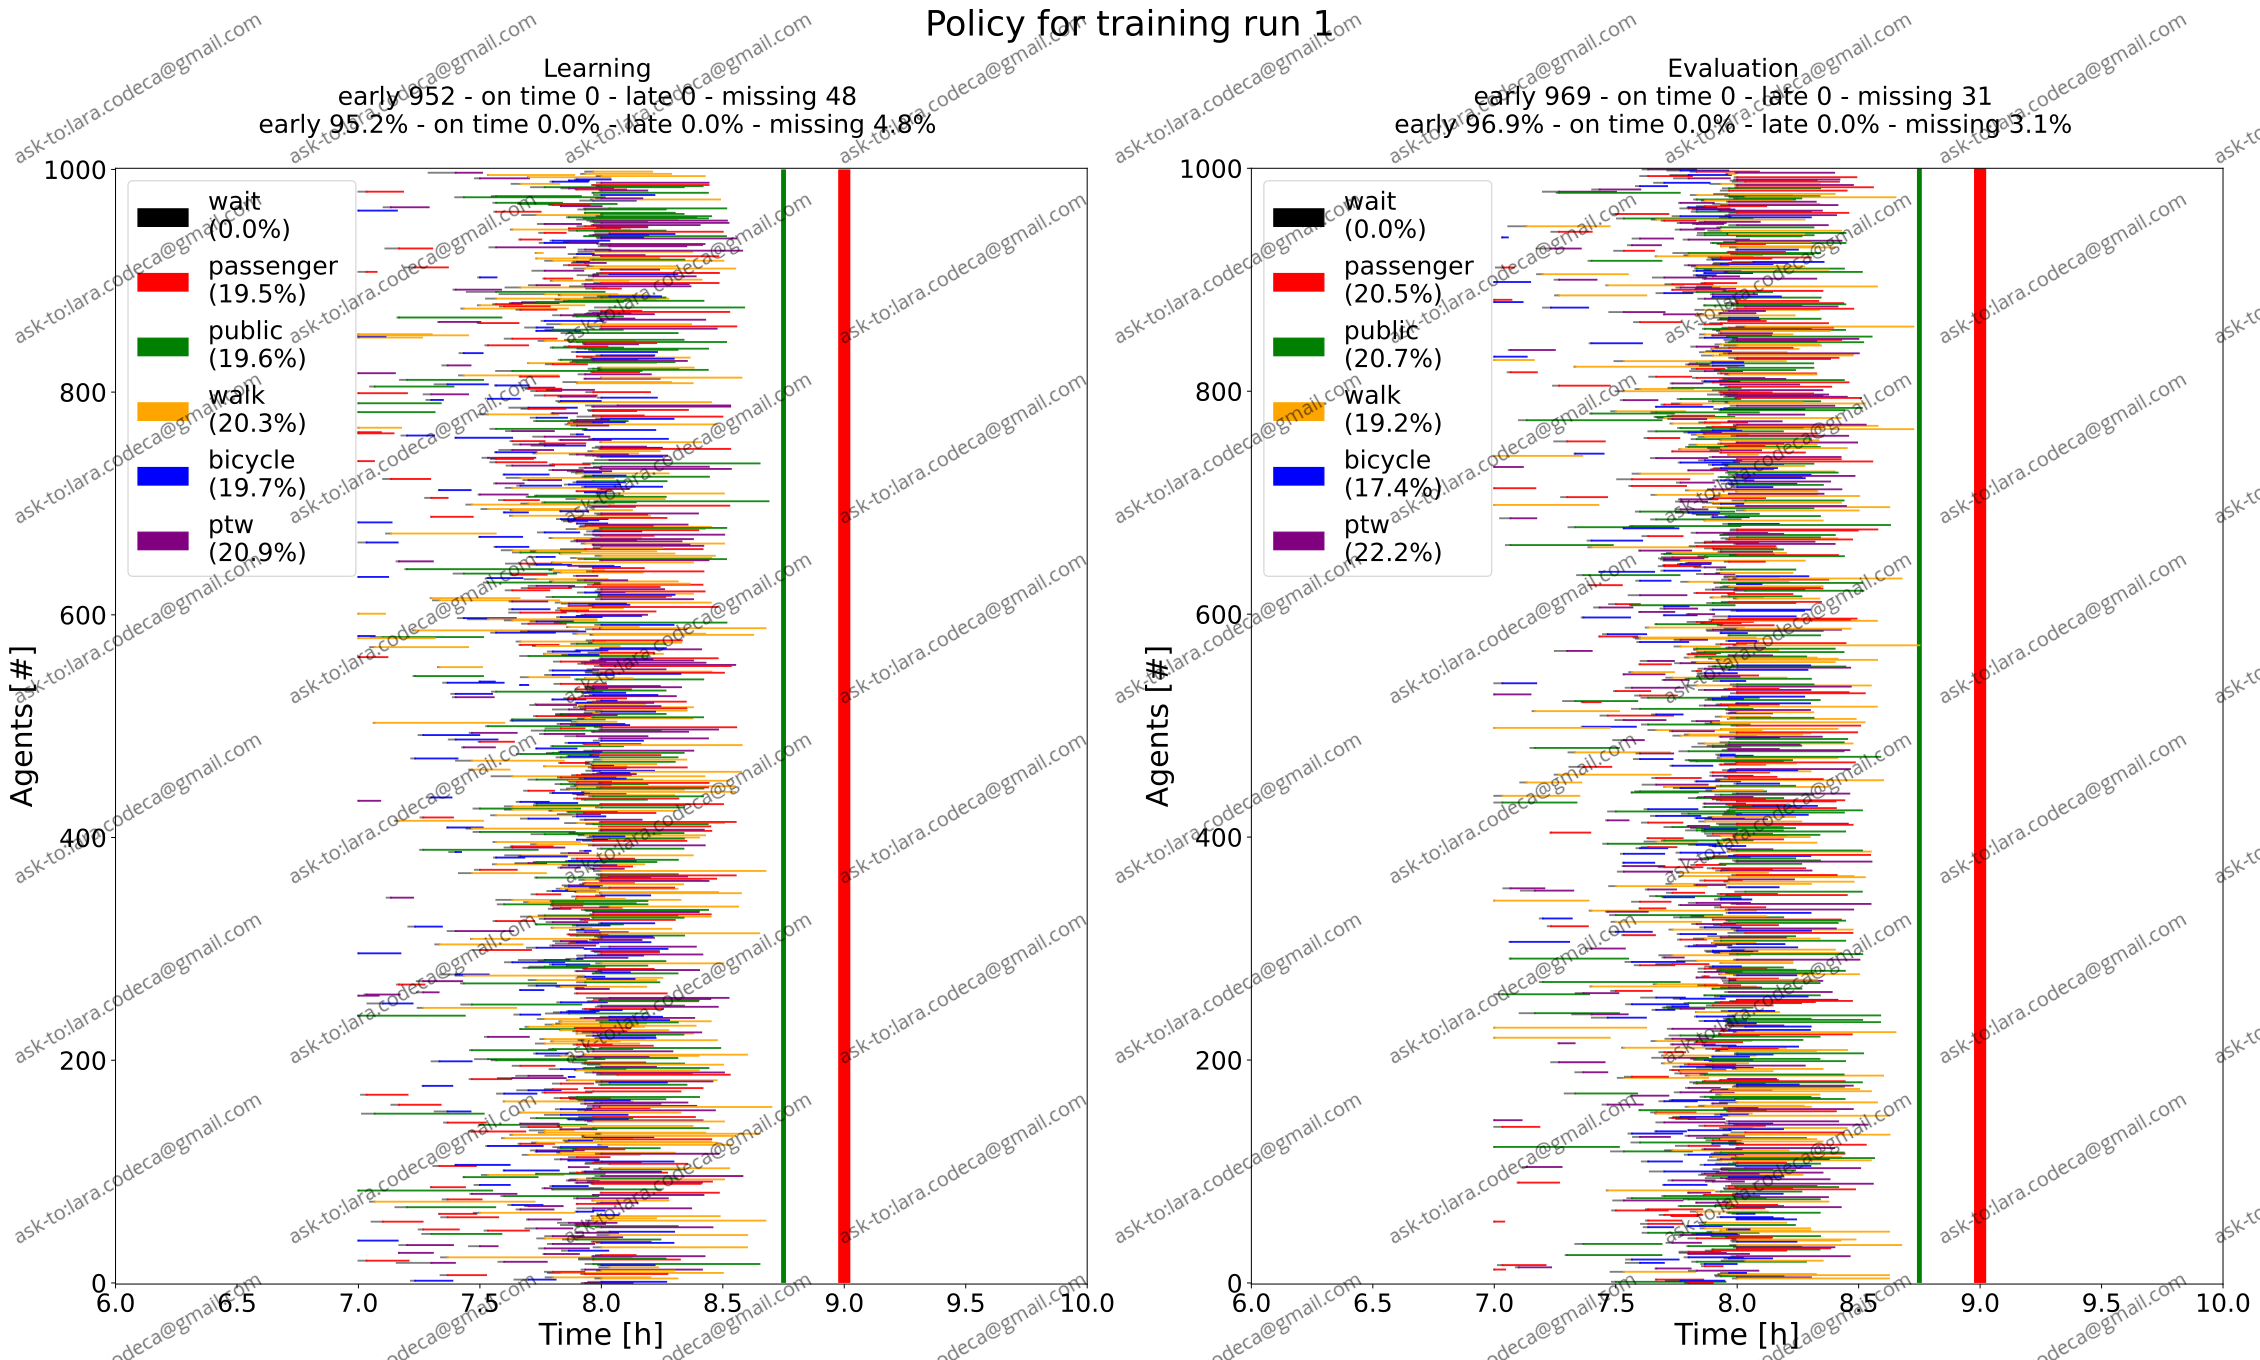 Policy for training run 1
Learning
early 952 - on time 0 - late 0 - missing 48
early 95.2% - on time 0.0% - late 0.0% - missing 4.8%
1000
800
600
400
200
0
Agents [#]
wait
(0.0%)
passenger
(19.5%)
public
(19.6%)
walk
(20.3%)
bicycle
(19.7%)
ptw
(20.9%)
6.0 6.5 7.0 7.5 8.0 8.5 9.0 9.5 10.0
Time [h]
Evaluation
early 969 - on time 0 - late 0 - missing 31
early 96.9% - on time 0.0% - late 0.0% - missing 3.1%
1000
800
600
400
200
0
Agents [#]
wait
(0.0%)
passenger
(20.5%)
public
(20.7%)
walk
(19.2%)
bicycle
(17.4%)
ptw
(22.2%)
6.0 6.5 7.0 7.5 8.0 8.5 9.0 9.5 10.0
Time [h]
ask-to:lara.codeca@gmail.com